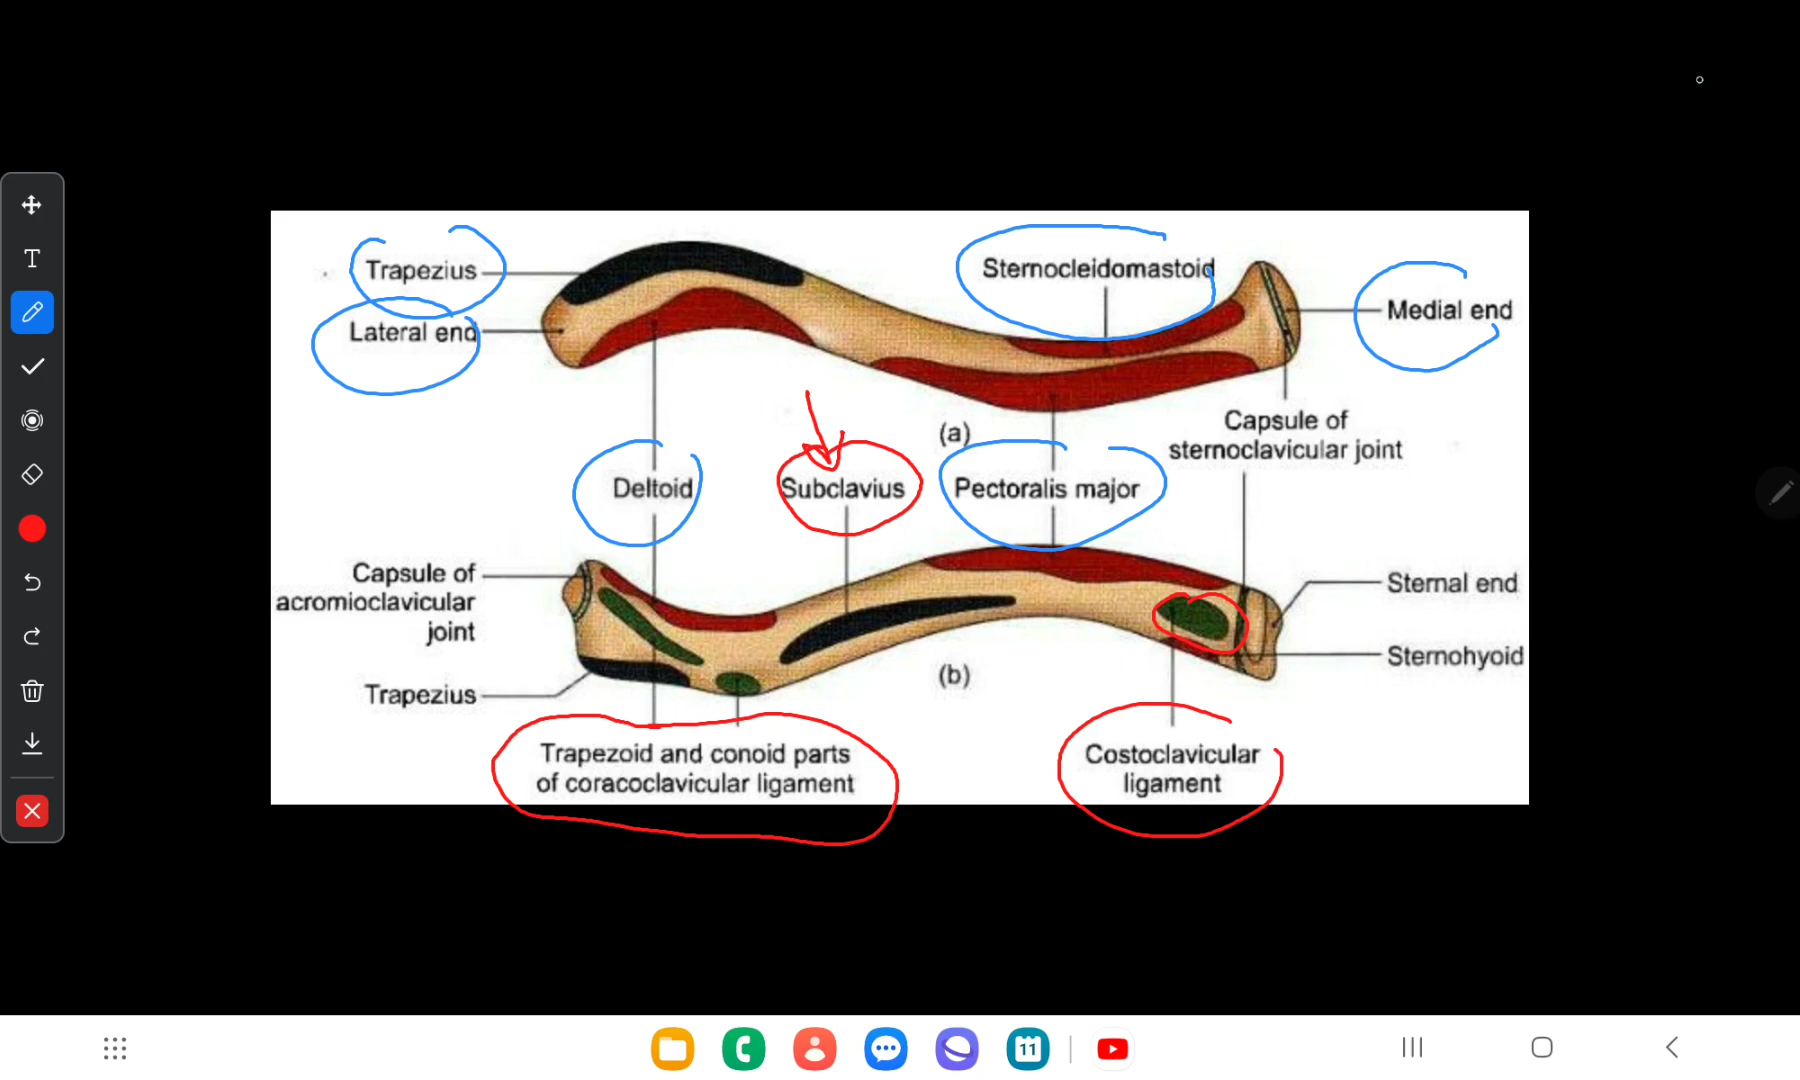 Trapezius
Sternocleidomastoid
Lateral end
Medial end
(a)
Capsule of
sternoclavicular joint
Deltoid
Subclavius
Pectoralis major
Capsule of
acromioclavicular
joint
Sternal end
Sternohyoid
(b)
Trapezius
Trapezoid and conoid parts
of coracoclavicular ligament
Costoclavicular
ligament
T
11